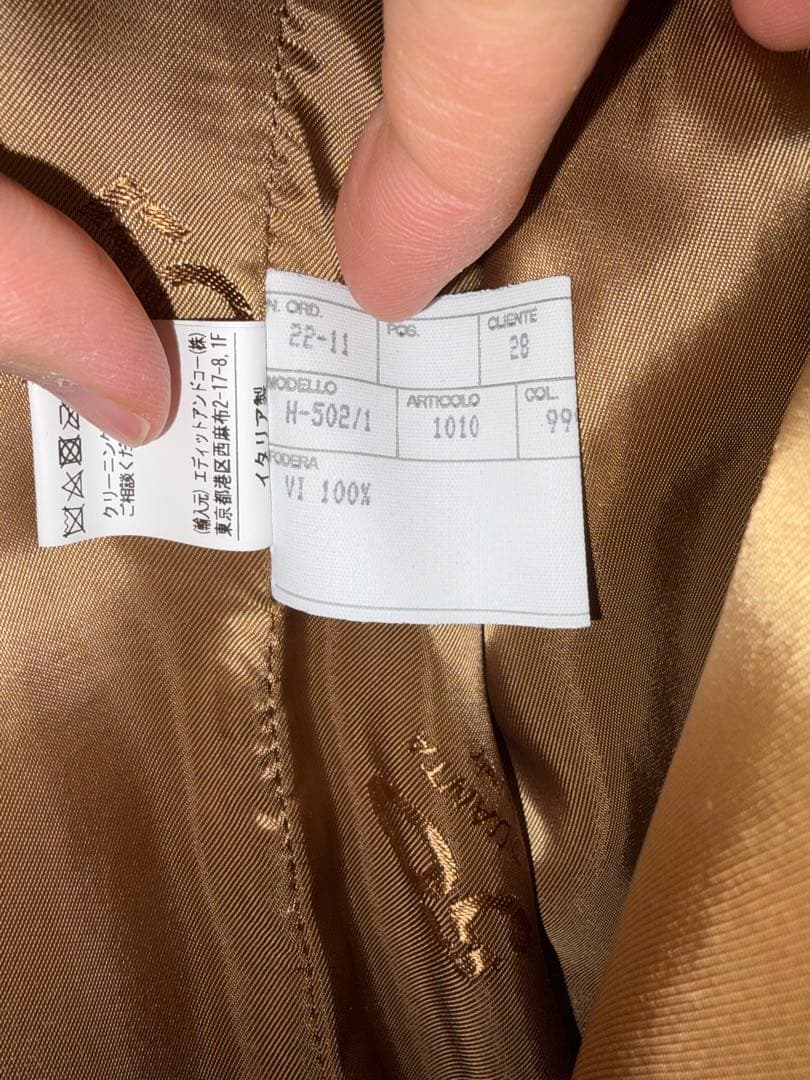 N. ORD.
22-11
POS.
CLIENTE
28
MODELLO
H-502/1
ARTICOLO
1010
COL.
99
FODERA
VI 100%
イタリア製
(輸入元) エディットアンドコー(株)
東京都港区西麻布2-17-8, 1F
クリーニング
ご相談くだ